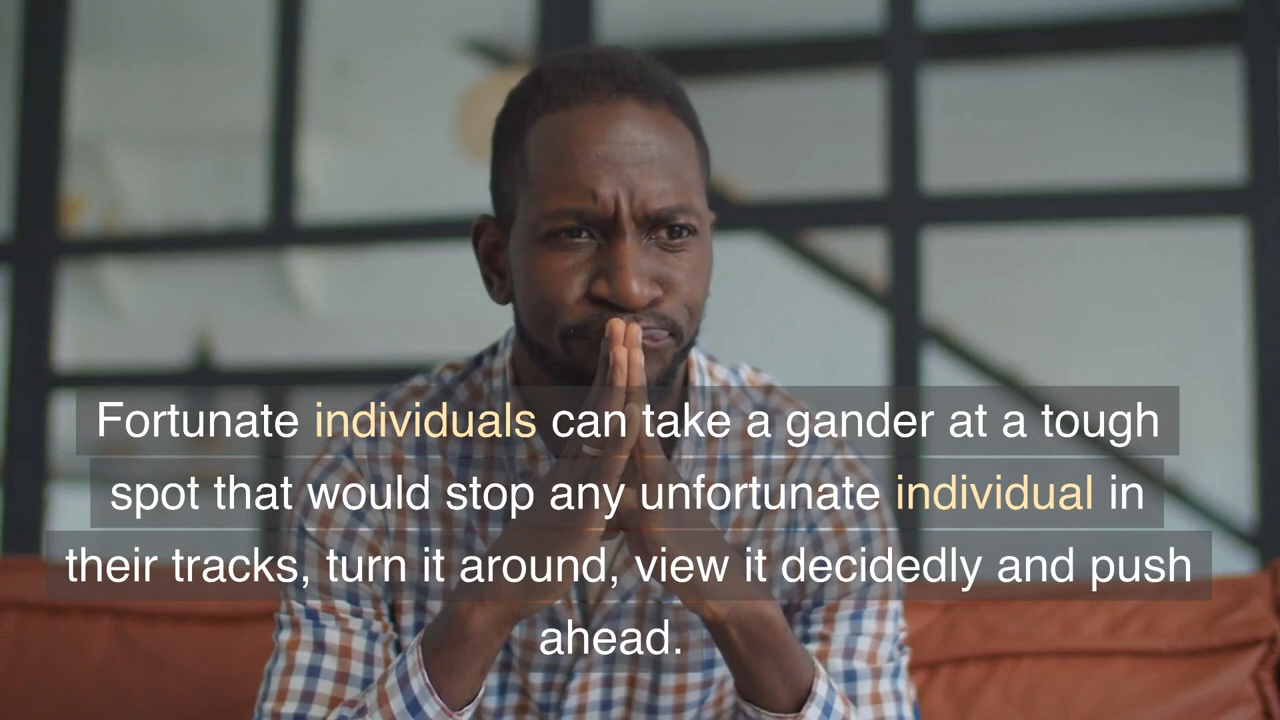 Fortunate individuals can take a gander at a tough
spot that would stop any unfortunate individual in
their tracks, turn it around, view it decidedly and push
ahead.